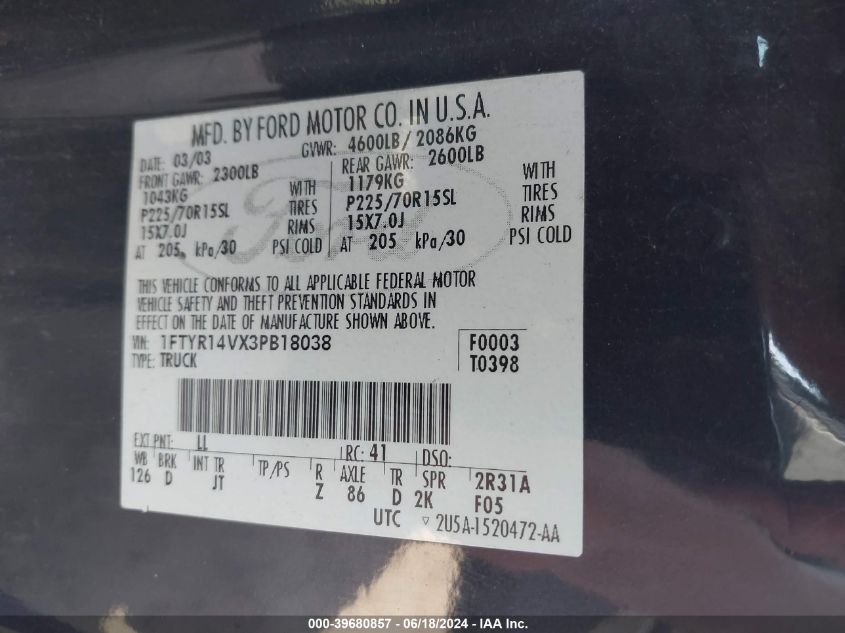 MFD. BY FORD MOTOR CO. IN U.S.A.
DATE: 03/03 GVWR: 4600LB/ 2086KG
FRONT GAWR: 2300LB REAR GAWR: 2600LB
1043KG WITH 1179KG WITH
P225/70R15SL TIRES P225/70R15SL TIRES
15X7.0J RIMS 15X7.0J RIMS
AT 205 kPa/30 PSI COLD AT 205 kPa/30 PSI COLD
Ford
THIS VEHICLE CONFORMS TO ALL APPLICABLE FEDERAL MOTOR
VEHICLE SAFETY AND THEFT PREVENTION STANDARDS IN
EFFECT ON THE DATE OF MANUFACTURE SHOWN ABOVE.
VIN: 1FTYR14VX3PB18038 F0003
TYPE: TRUCK T0398
EXT PNT: LL RC: 41 DSO:
WB BRK INT TR TP/PS R AXLE TR SPR 2R31A
126 D JT Z 86 D 2K F05
UTC ▿ 2U5A-1520472-AA
000-39680857 - 06/18/2024 - IAA Inc.